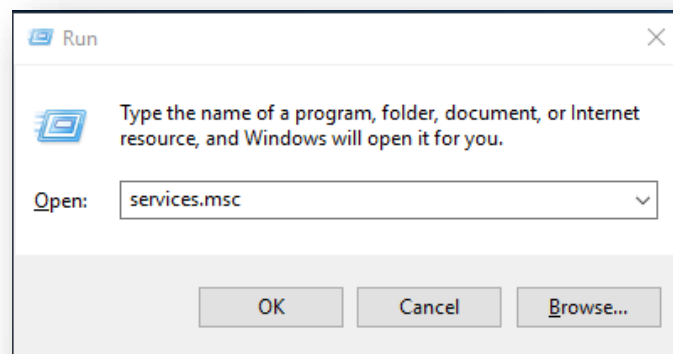 Run
Type the name of a program, folder, document, or Internet
resource, and Windows will open it for you.
Open: services.msc
OK Cancel Browse...